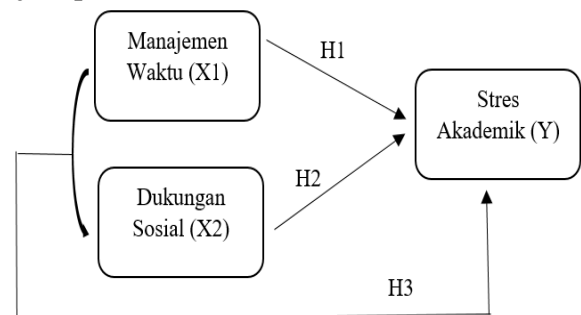 Manajemen
Waktu (X1)
H1
Stres
Akademik (Y)
Dukungan
Sosial (X2)
H2
H3